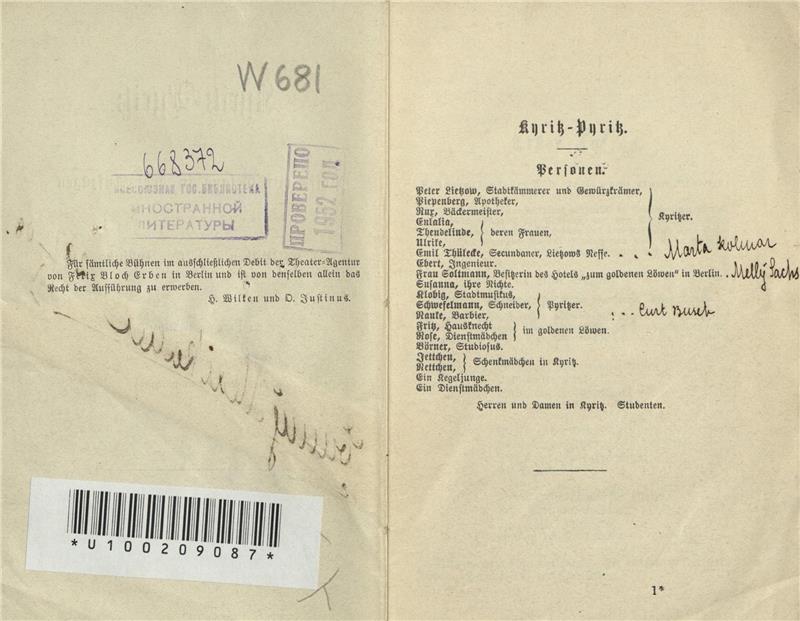 W 681
668372
ВСЕСОЮЗНАЯ ГОС. БИБЛИОТЕКА
ИНОСТРАННОЙ
ЛИТЕРАТУРЫ
ПРОВЕРЕНО
1952 ГОД
Für sämtliche Bühnen im ausschließlichen Debit der Theater-Agentur
von Felix Bloch Erben in Berlin und ist von denselben allein das
Recht der Aufführung zu erwerben.
H. Wilken und O. Justinus.
*U100209087*
Kyritz-Pyritz.
Personen.
Peter Lietzow, Stadtkämmerer und Gewürzkrämer,
Piepenberg, Apotheker,
Nux, Bäckermeister,
Eulalia,
Theudelinde, deren Frauen,
Ulrike,
Kyritzer.
Emil Thülecke, Secundaner, Lietzows Neffe. . . . Marta Kolmar
Ebert, Ingenieur.
Frau Soltmann, Besitzerin des Hotels „zum goldenen Löwen“ in Berlin. . Melly Sachs
Susanna, ihre Nichte.
Klobig, Stadtmusikus,
Schwefelmann, Schneider,
Nauke, Barbier,
Pyritzer. : . . Curt Busch
Fritz, Hausknecht
Rose, Dienstmädchen
im goldenen Löwen.
Börner, Studiosus.
Jettchen,
Nettchen,
Schenkmädchen in Kyritz.
Ein Kegeljunge.
Ein Dienstmädchen.
Herren und Damen in Kyritz. Studenten.
1*